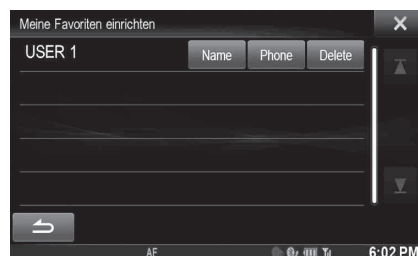 Meine Favoriten einrichten
USER 1 Name Phone Delete
AF 6:02 PM